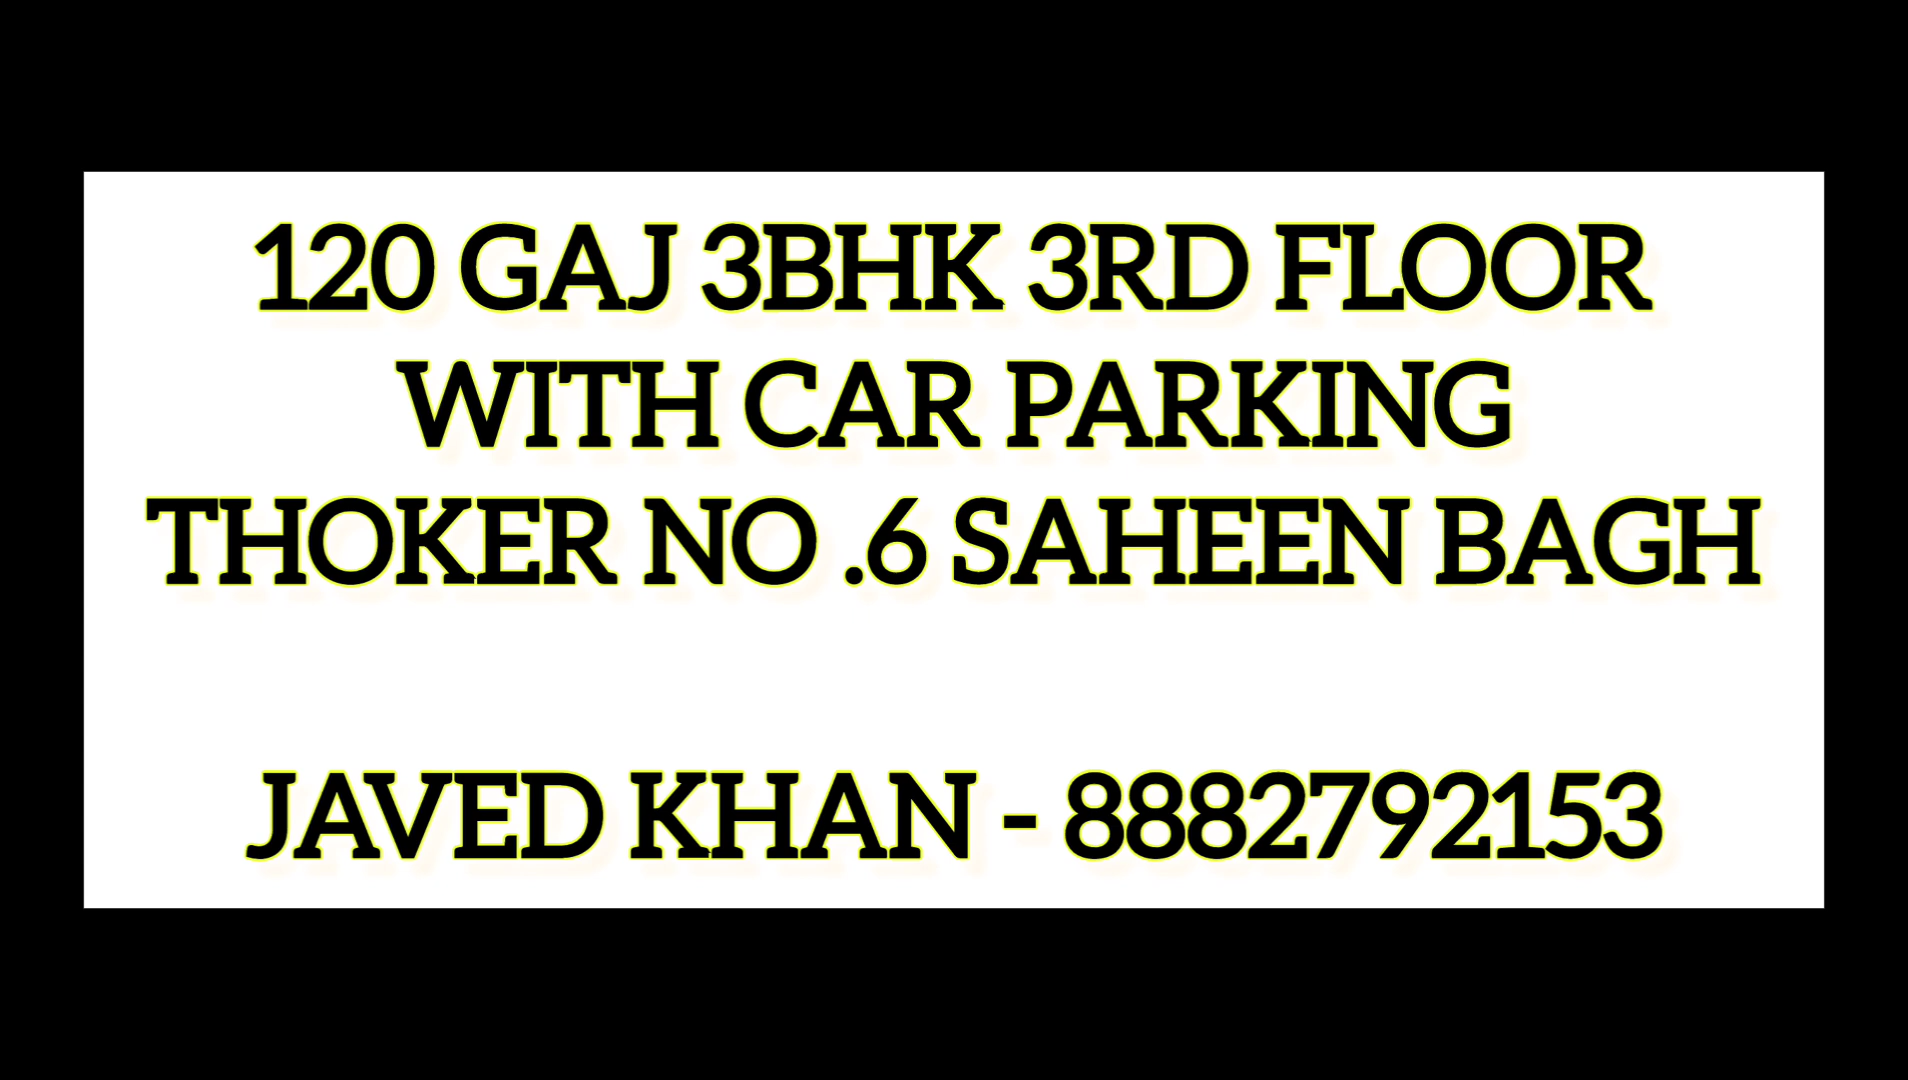 120 GAJ 3BHK 3RD FLOOR
WITH CAR PARKING
THOKER NO .6 SAHEEN BAGH
JAVED KHAN - 8882792153